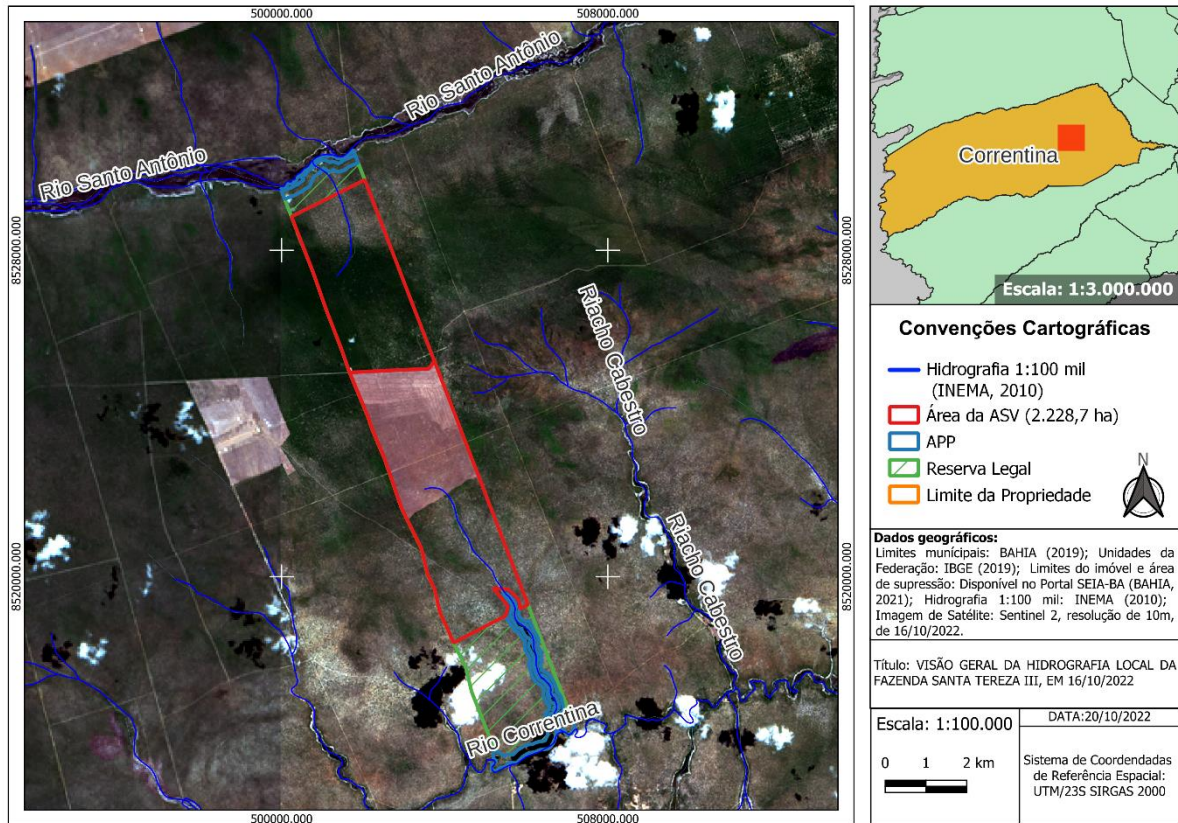 500000.000
508000.000
8528000.000
8520000.000
Rio Santo Antônio
Rio Santo Antônio
Riacho Cabestro
Riacho Cabestro
Rio Correntina
8528000.000
8520000.000
500000.000
508000.000
Correntina
Escala: 1:3.000.000
Convenções Cartográficas
Hidrografia 1:100 mil
(INEMA, 2010)
Área da ASV (2.228,7 ha)
APP
Reserva Legal
Limite da Propriedade
N
Dados geográficos:
Limites munícipais: BAHIA (2019); Unidades da
Federação: IBGE (2019); Limites do imóvel e área
de supressão: Disponível no Portal SEIA-BA (BAHIA,
2021); Hidrografia 1:100 mil: INEMA (2010);
Imagem de Satélite: Sentinel 2, resolução de 10m,
de 16/10/2022.
Título: VISÃO GERAL DA HIDROGRAFIA LOCAL DA
FAZENDA SANTA TEREZA III, EM 16/10/2022
Escala: 1:100.000
0 1 2 km
DATA:20/10/2022
Sistema de Coordendadas
de Referência Espacial:
UTM/23S SIRGAS 2000